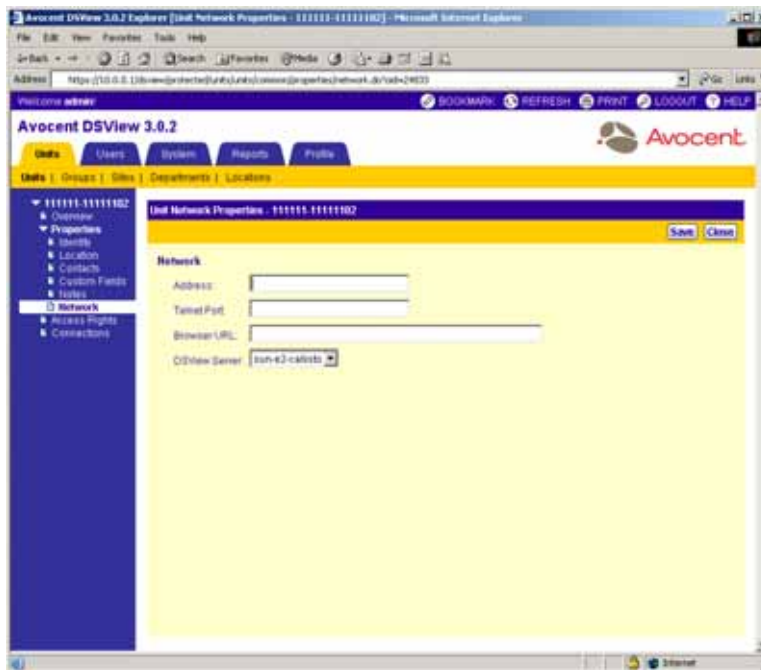 Avocent DSView 3.0.2 Explorer [Unit Network Properties - 111111-11111102] - Microsoft Internet Explorer
File Edit View Favorites Tools Help
Back Search Favorites Media
Address Go Links
Welcome admin BOOKMARK REFRESH PRINT LOGOUT HELP
Avocent DSView 3.0.2
Avocent
Units Users System Reports Profile
Units | Groups | Sites | Departments | Locations
111111-11111102
Overview
Properties
Identity
Location
Contacts
Custom Fields
Notes
Network
Access Rights
Connections
Unit Network Properties - 111111-11111102
Save Close
Network
Address:
Telnet Port:
Browser URL:
DSView Server: sun-e2-callisto
Internet